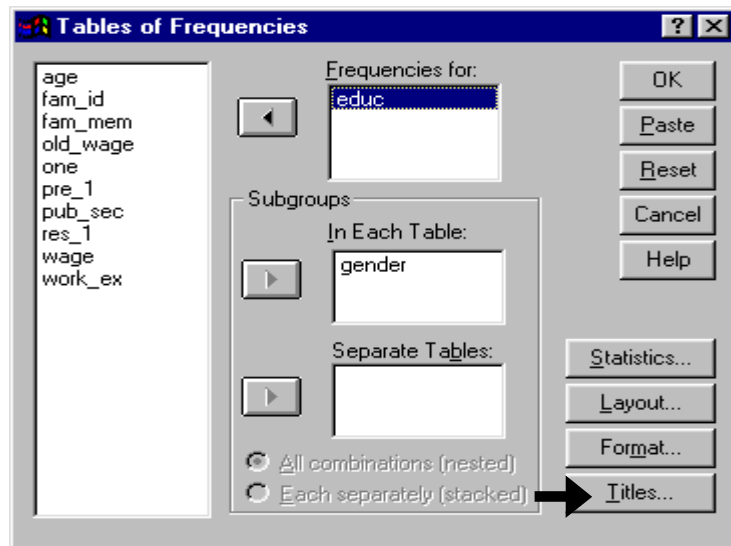 Tables of Frequencies
age
fam_id
fam_mem
old_wage
one
pre_1
pub_sec
res_1
wage
work_ex
Frequencies for:
educ
Subgroups
In Each Table:
gender
Separate Tables:
All combinations (nested)
Each separately (stacked)
OK
Paste
Reset
Cancel
Help
Statistics...
Layout...
Format...
Titles...